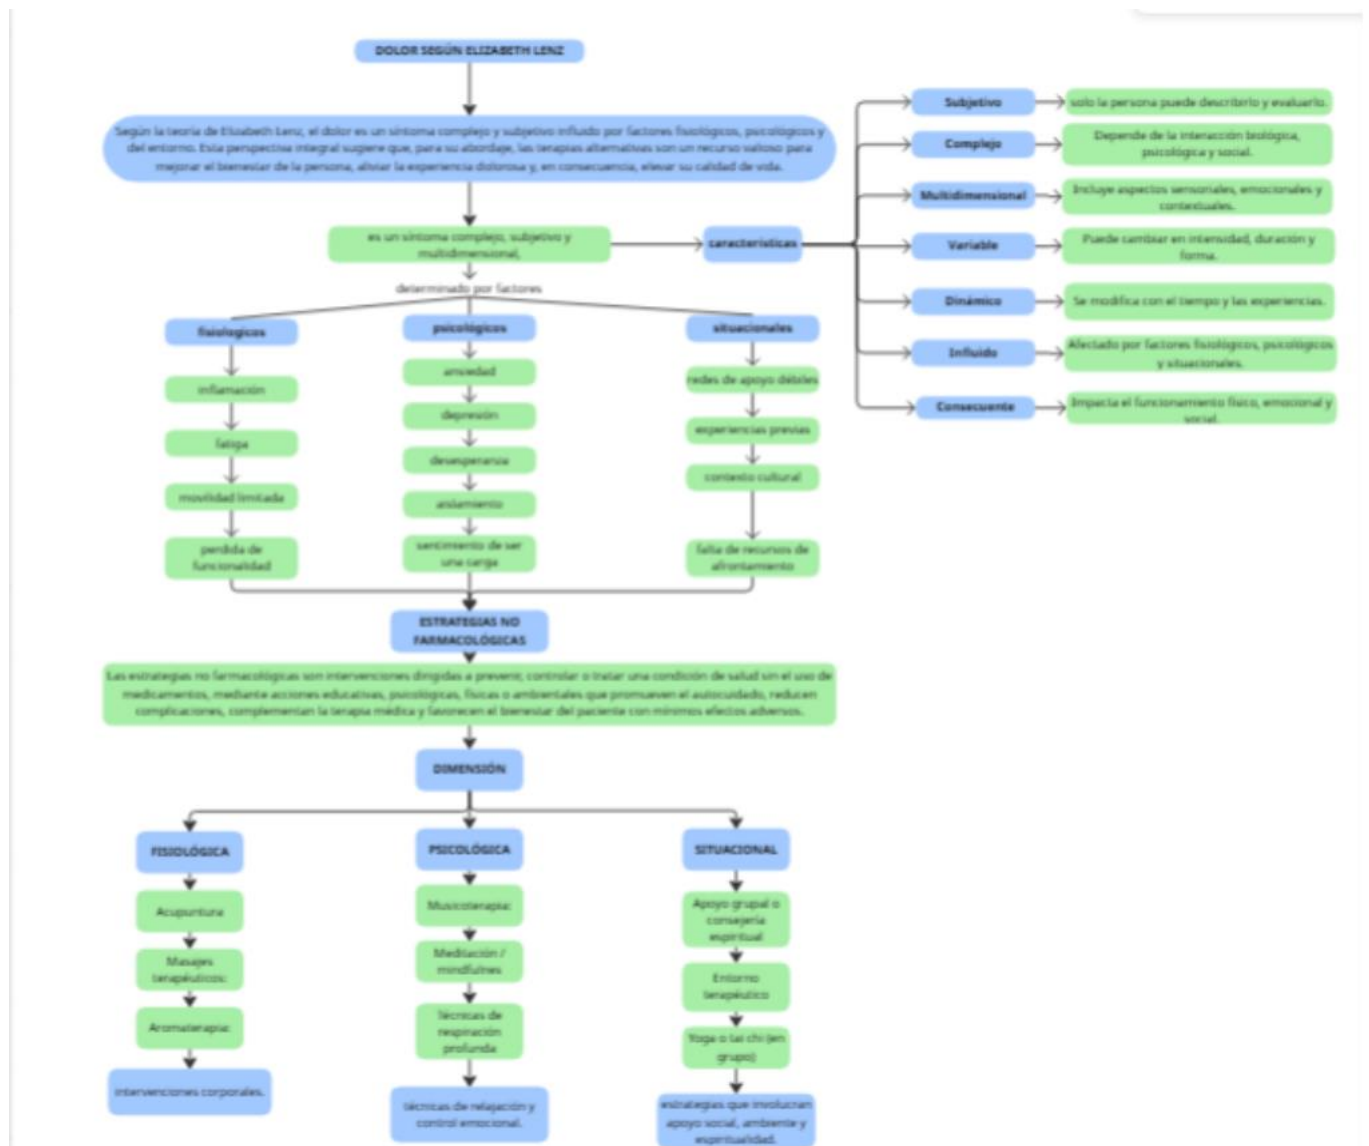 DOLOR SEGÚN ELIZABETH LENZ
Según la teoría de Elizabeth Lenz, el dolor es un síntoma complejo y subjetivo influido por factores fisiológicos, psicológicos y
del entorno. Esta perspectiva integral sugiere que, para su abordaje, las terapias alternativas son un recurso valioso para
mejorar el bienestar de la persona, aliviar la experiencia dolorosa y, en consecuencia, elevar su calidad de vida.
es un síntoma complejo, subjetivo y
multidimensional,
características
Subjetivo
solo la persona puede describirlo y evaluarlo.
Complejo
Depende de la interacción biológica,
psicológica y social.
Multidimensional
Incluye aspectos sensoriales, emocionales y
contextuales.
Variable
Puede cambiar en intensidad, duración y
forma.
Dinámico
Se modifica con el tiempo y las experiencias.
Influido
Afectado por factores fisiológicos, psicológicos
y situacionales.
Consecuente
Impacta el funcionamiento físico, emocional y
social.
determinado por factores
fisiologicos
inflamación
fatiga
movilidad limitada
perdida de
funcionalidad
psicológicos
ansiedad
depresión
desesperanza
aislamiento
sentimiento de ser
una carga
situacionales
redes de apoyo débiles
experiencias previas
contexto cultural
falta de recursos de
afrontamiento
ESTRATEGIAS NO
FARMACOLÓGICAS
Las estrategias no farmacológicas son intervenciones dirigidas a prevenir, controlar o tratar una condición de salud sin el uso de
medicamentos, mediante acciones educativas, psicológicas, físicas o ambientales que promueven el autocuidado, reducen
complicaciones, complementan la terapia médica y favorecen el bienestar del paciente con mínimos efectos adversos.
DIMENSIÓN
FISIOLÓGICA
Acupuntura
Masajes
terapéuticos:
Aromaterapia:
intervenciones corporales.
PSICOLÓGICA
Musicoterapia:
Meditación /
mindfulnes
Técnicas de
respiración
profunda
técnicas de relajación y
control emocional.
SITUACIONAL
Apoyo grupal o
consejería
espiritual
Entorno
terapéutico
Yoga o tai chi (en
grupo)
estrategias que involucran
apoyo social, ambiente y
espiritualidad.